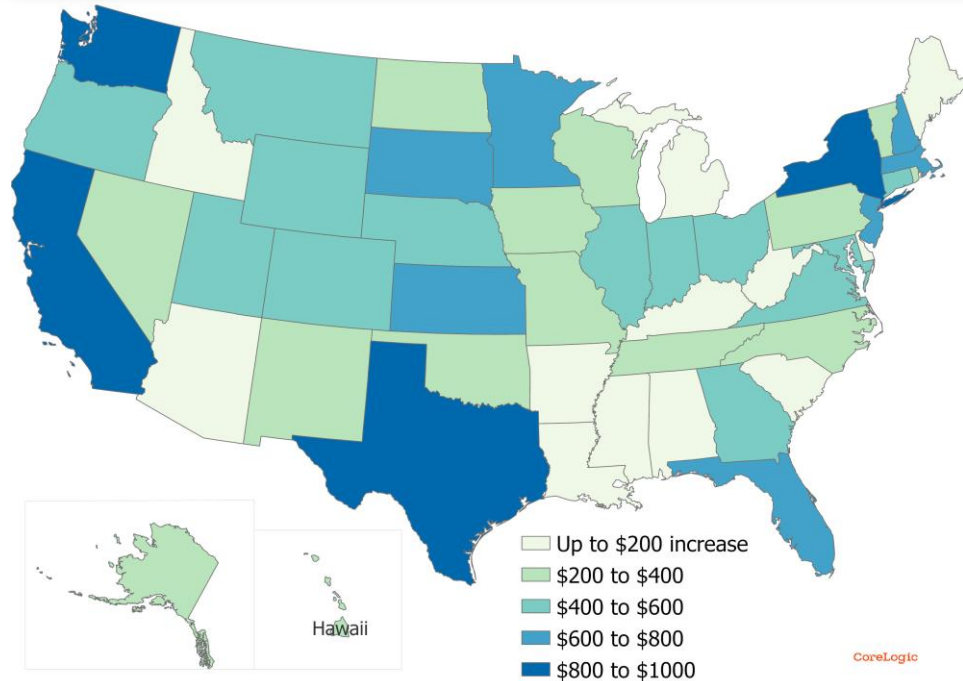 Hawaii
Up to $200 increase
$200 to $400
$400 to $600
$600 to $800
$800 to $1000
CoreLogic